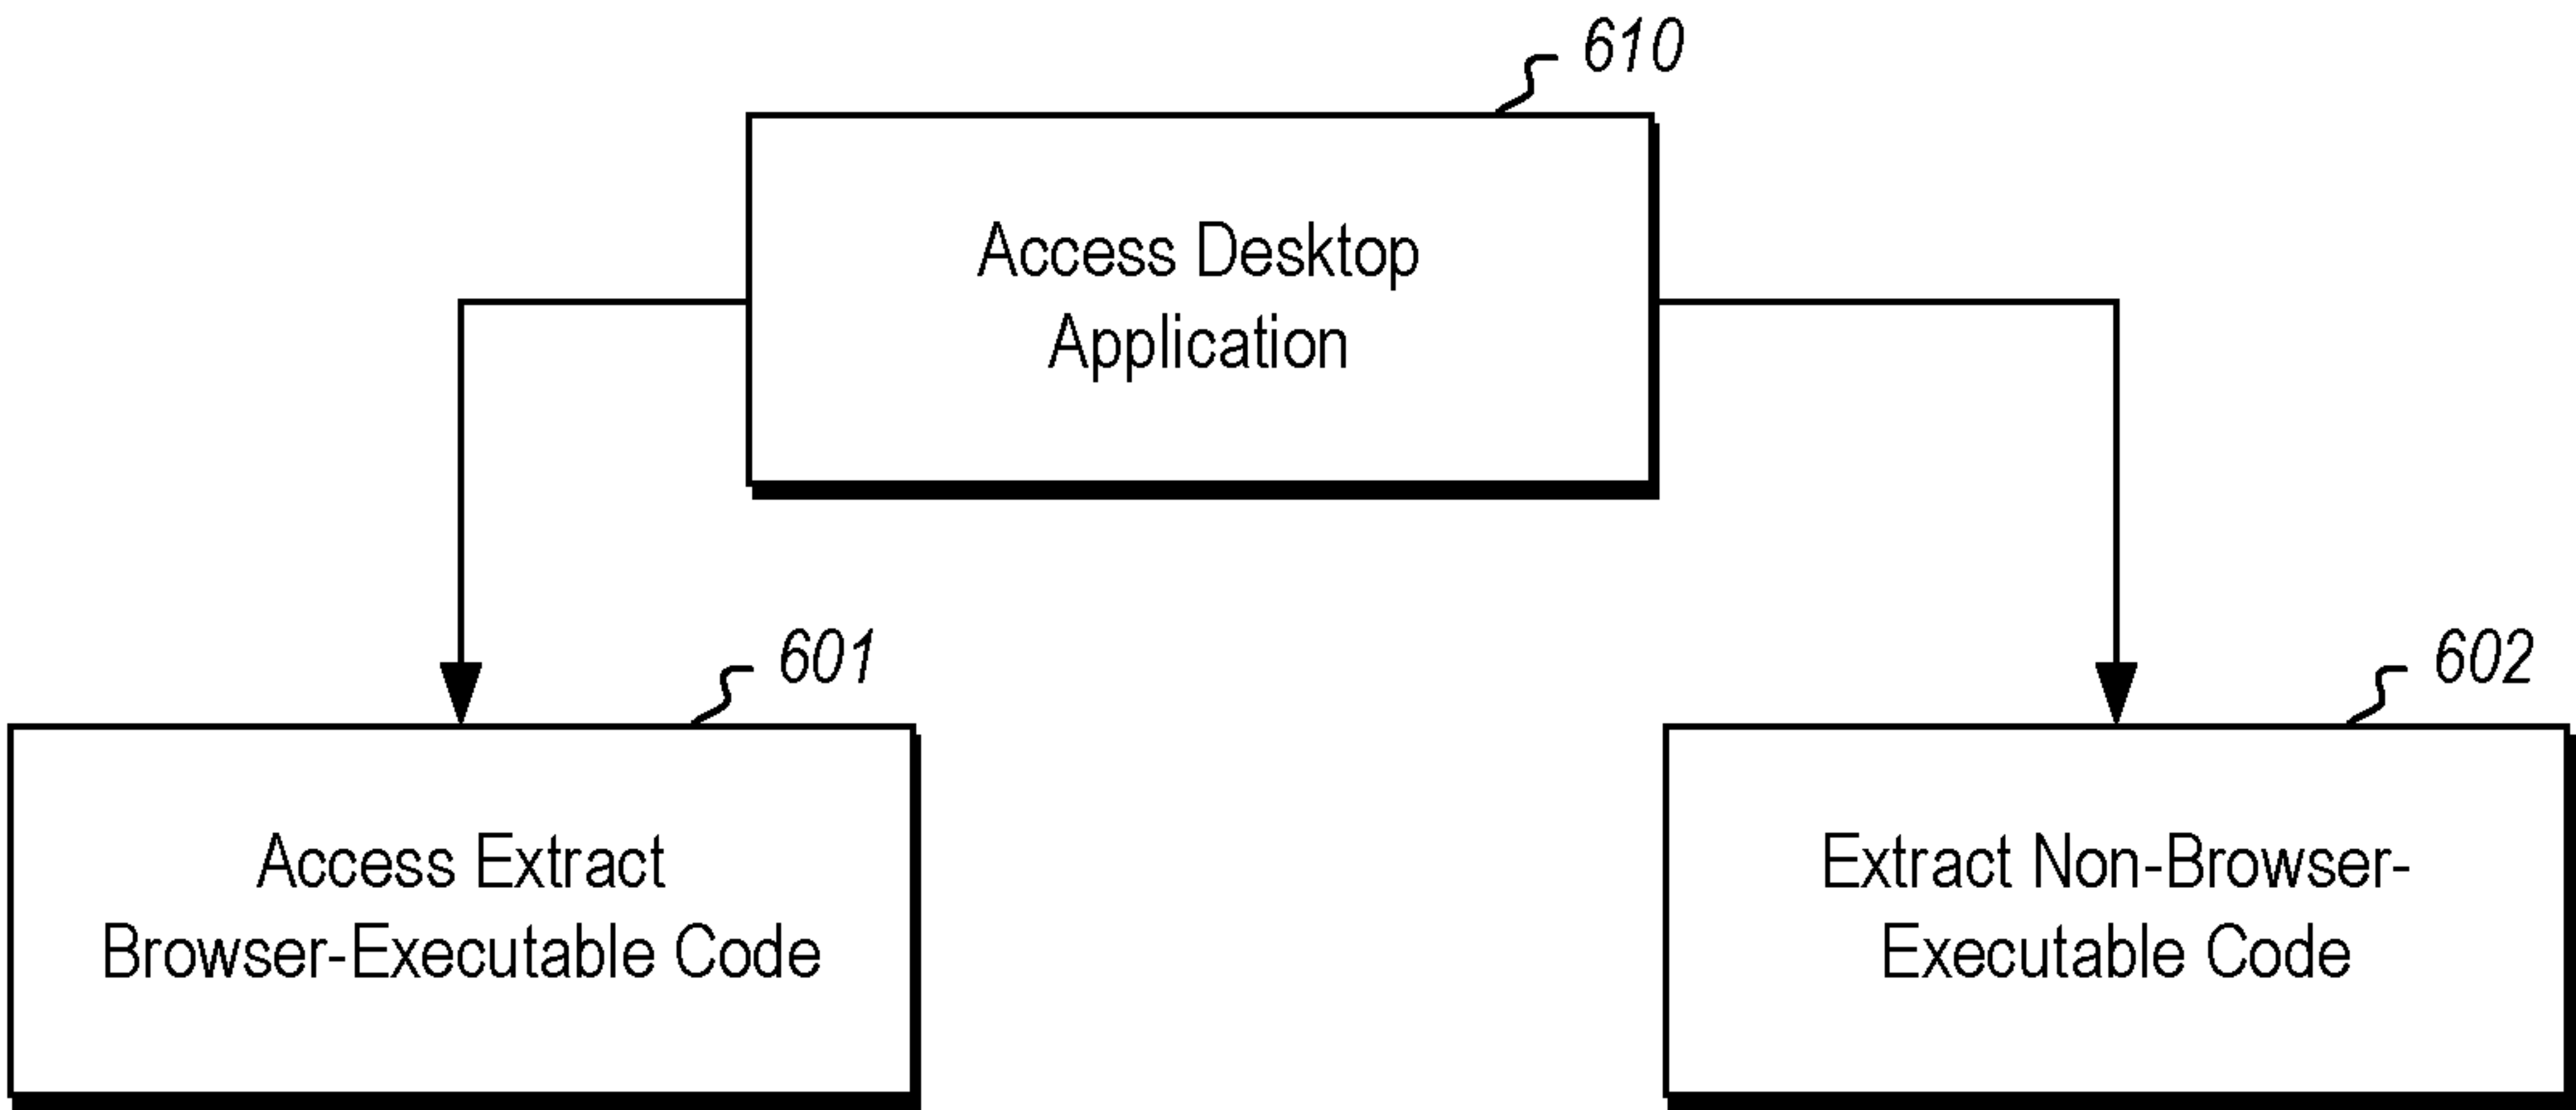 610
Access Desktop
Application
601
Access Extract
Browser-Executable Code
602
Extract Non-Browser-
Executable Code